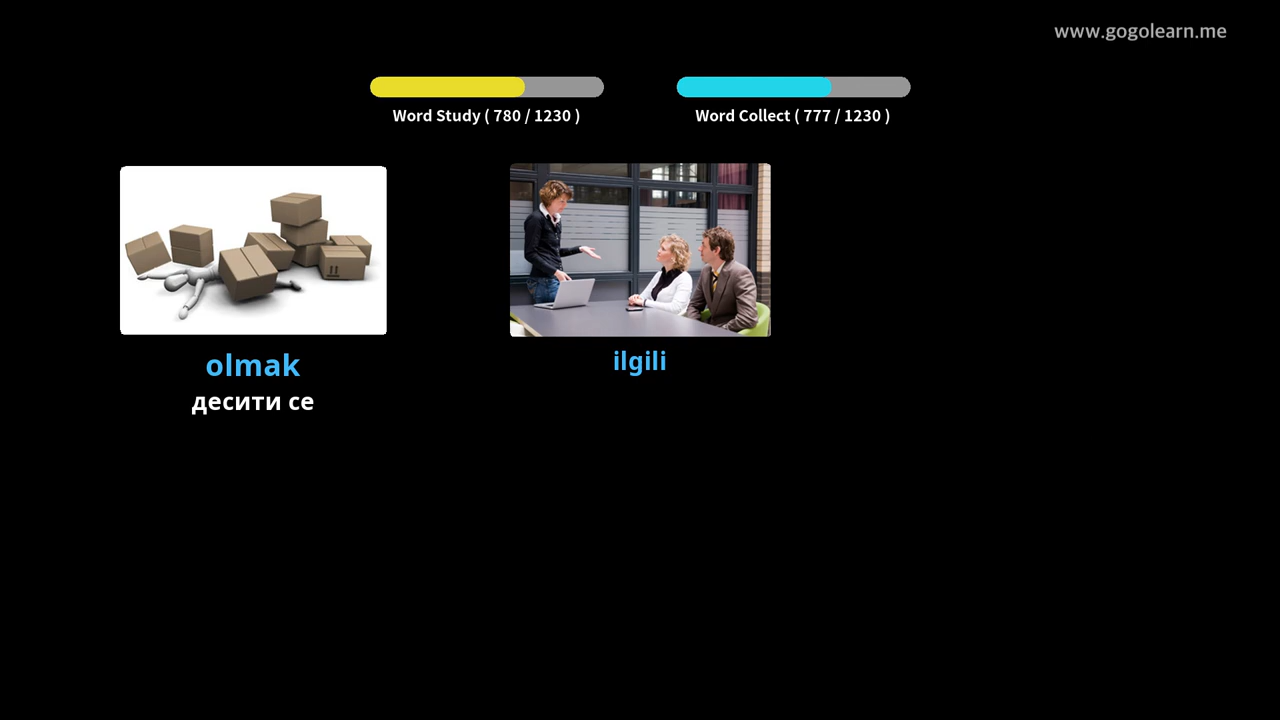 www.gogolearn.me
Word Study ( 780 / 1230 )
Word Collect ( 777 / 1230 )
olmak
десити се
ilgili